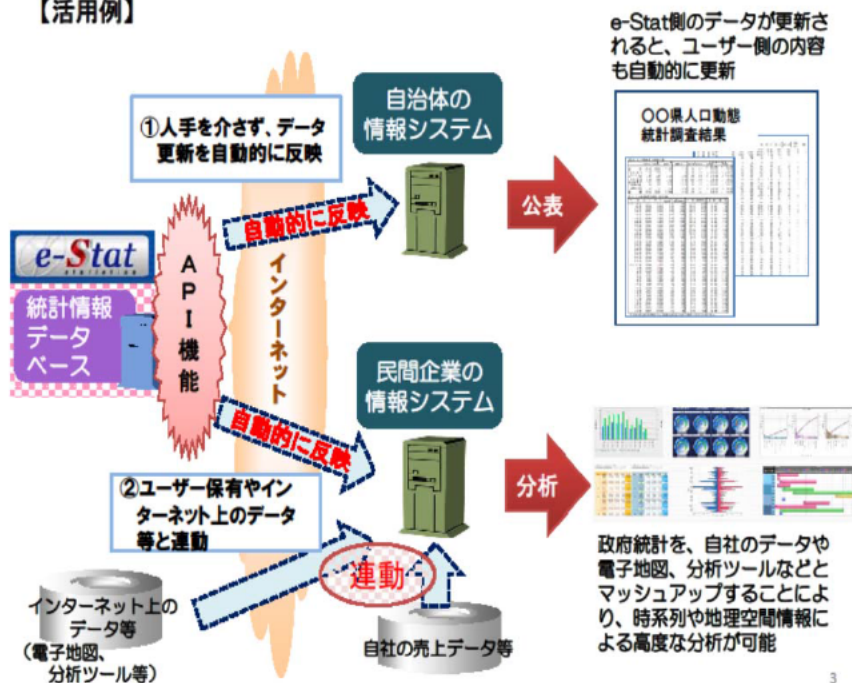 【活用例】
e-Stat側のデータが更新さ
れると、ユーザー側の内容
も自動的に更新
①人手を介さず、データ
更新を自動的に反映
自治体の
情報システム
〇〇県人口動態
統計調査結果
自動的に反映
公表
e-Stat
統計情報
データ
ベース
API機能
インターネット
民間企業の
情報システム
自動的に反映
分析
②ユーザー保有やイン
ターネット上のデータ
等と連動
連動
インターネット上の
データ等
（電子地図、
分析ツール等）
自社の売上データ等
政府統計を、自社のデータや
電子地図、分析ツールなどと
マッシュアップすることによ
り、時系列や地理空間情報に
よる高度な分析が可能
3